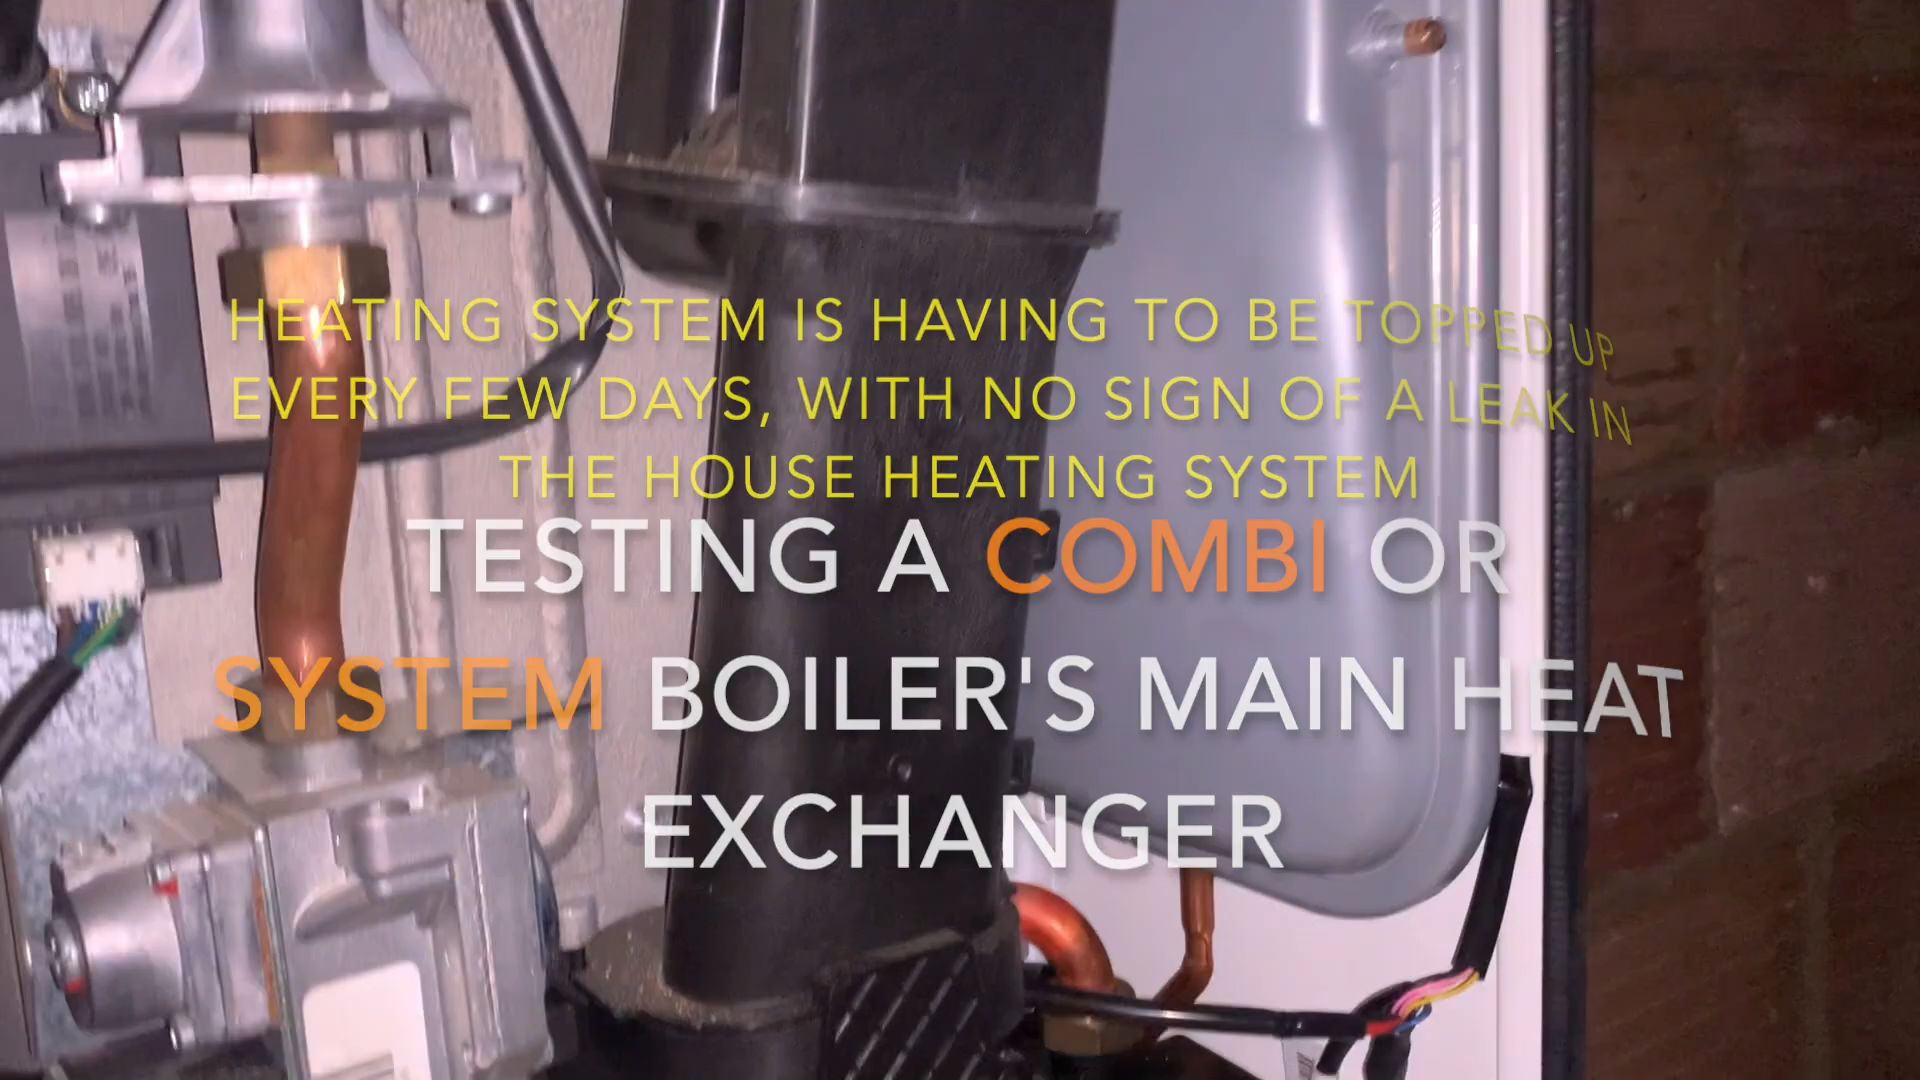 HEATING SYSTEM IS HAVING TO BE TOPPED UP
EVERY FEW DAYS, WITH NO SIGN OF A LEAK IN
THE HOUSE HEATING SYSTEM
TESTING A COMBI OR
SYSTEM BOILER'S MAIN HEAT
EXCHANGER